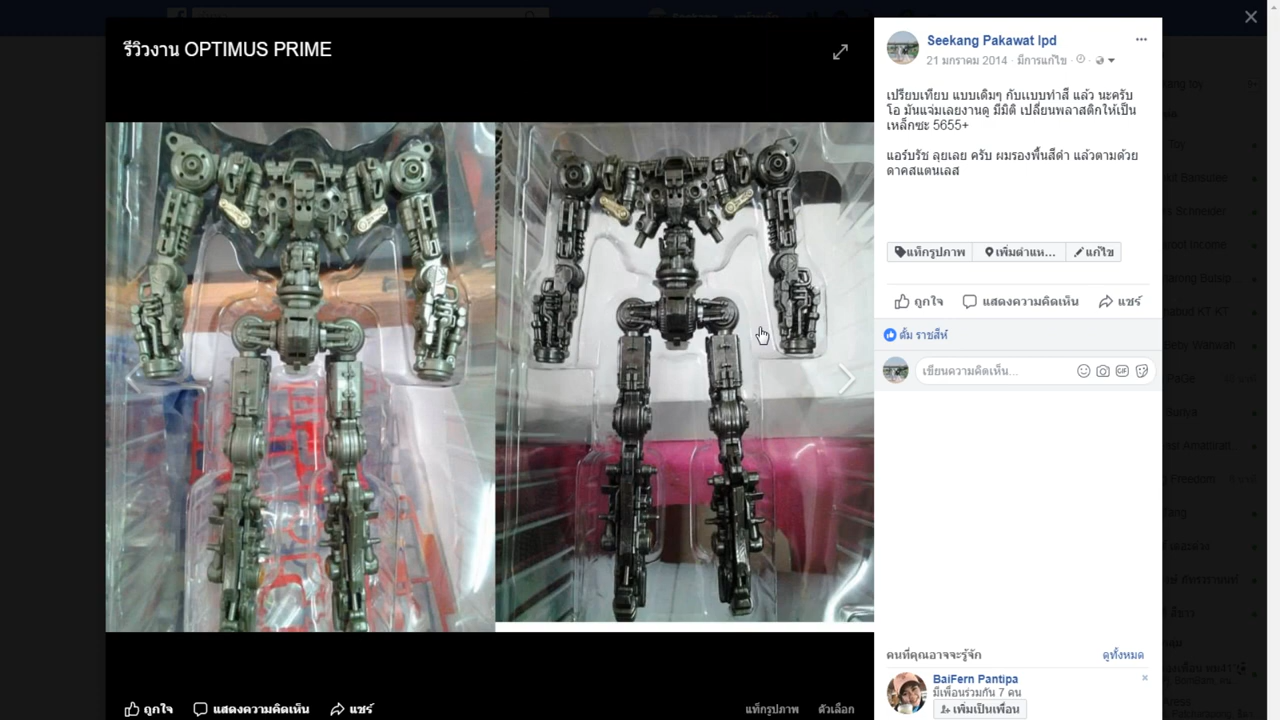 รีวิวงาน OPTIMUS PRIME
Seekang Pakawat lpd
21 มกราคม 2014 · มีการแก้ไข ·
เปรียบเทียบ แบบเดิมๆ กับแบบทำสี แล้ว นะครับ
โอ มันแจ่มเลยงานดู มีมิติ เปลี่ยนพลาสติกให้เป็น
เหล็กซะ 5655+
แอร์บรัช ลุยเลย ครับ ผมรองพื้นสีดำ แล้วตามด้วย
ดาคสแตนเลส
แท็กรูปภาพ เพิ่มตำแห... แก้ไข
ถูกใจ แสดงความคิดเห็น แชร์
ตั้ม ราชสีห์
เขียนความคิดเห็น...
GIF
คนที่คุณอาจจะรู้จัก ดูทั้งหมด
BaiFern Pantipa
มีเพื่อนร่วมกัน 7 คน
เพิ่มเป็นเพื่อน
ถูกใจ แสดงความคิดเห็น แชร์ แท็กรูปภาพ ตัวเลือก